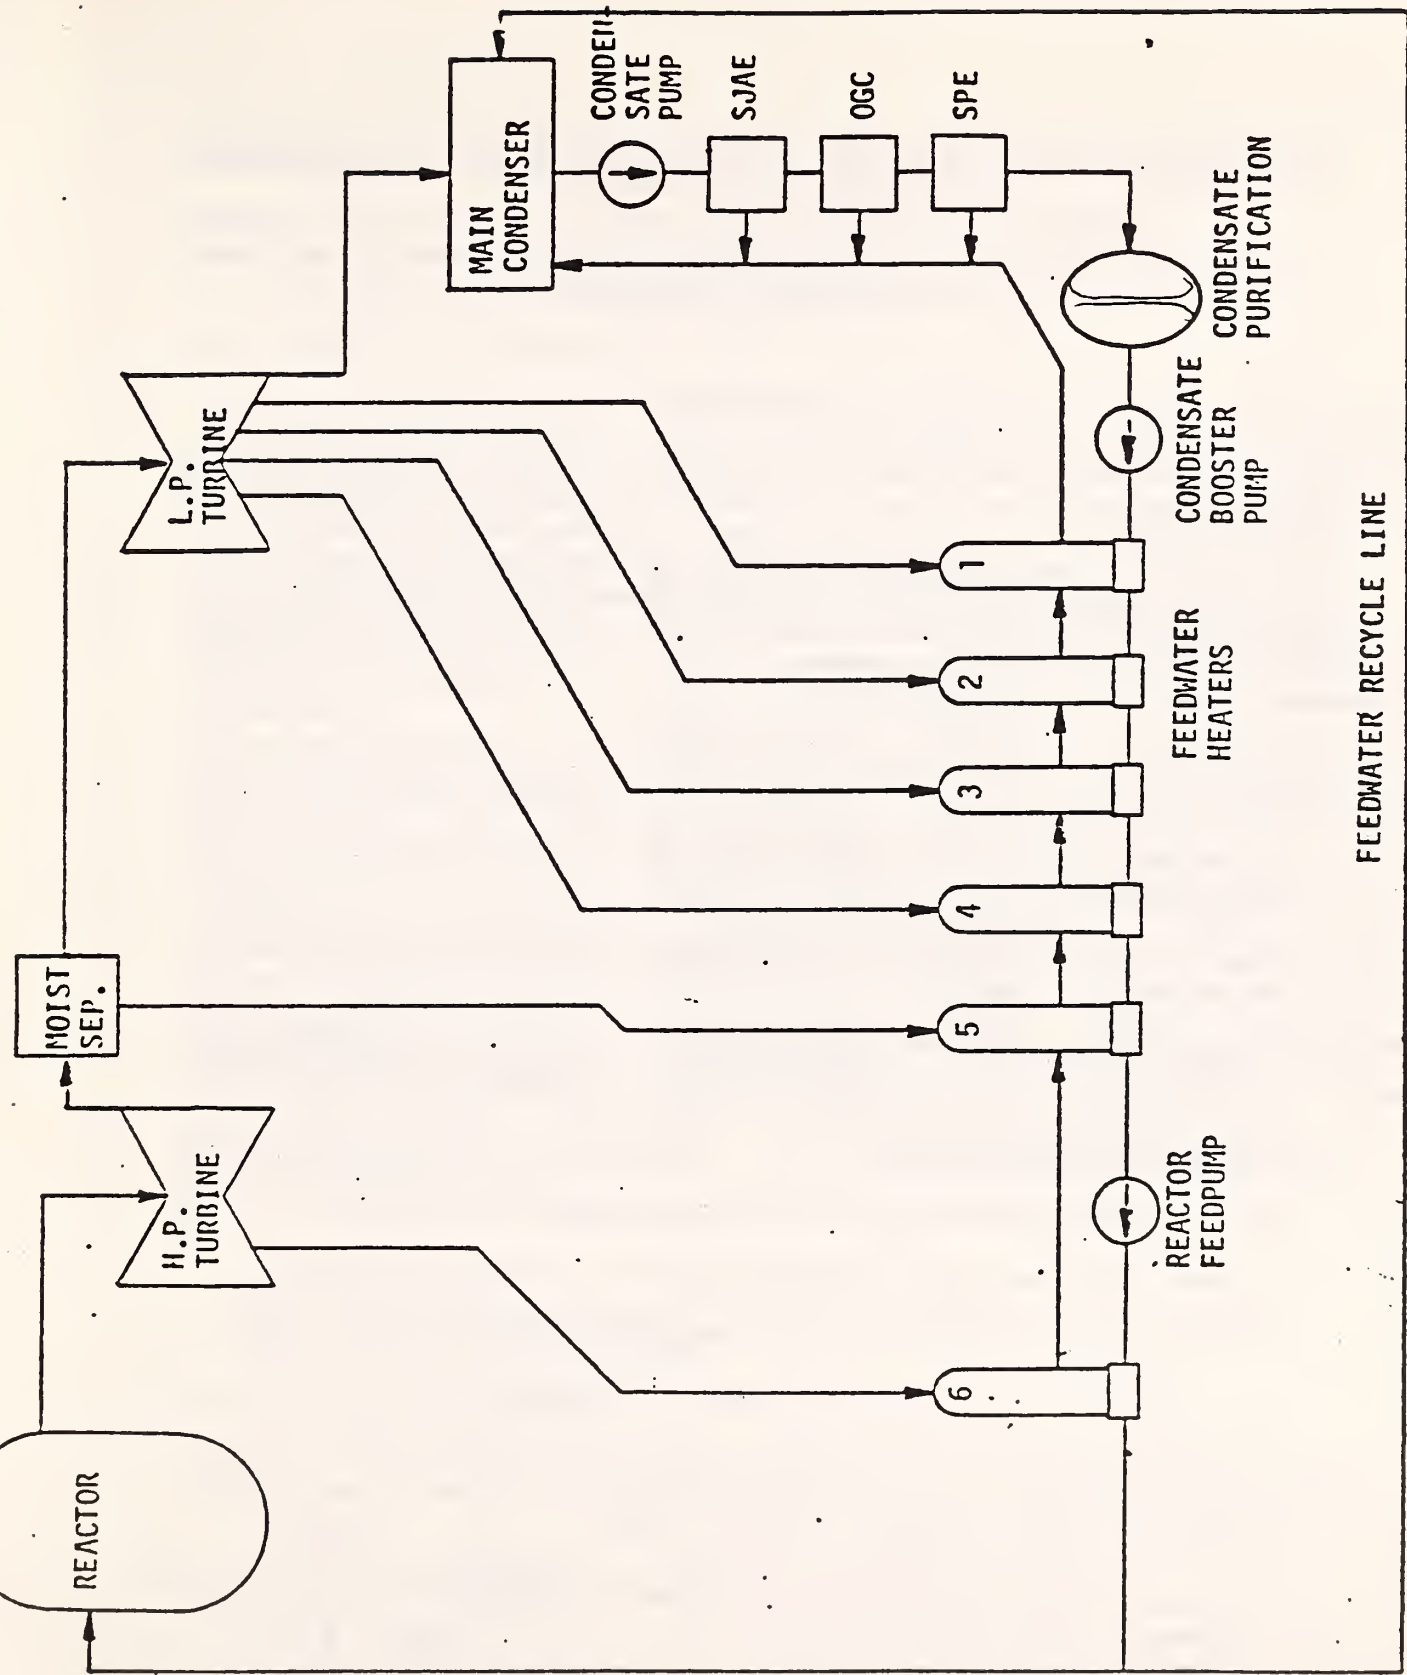 REACTOR
H.P.
TURBINE
MOIST
SEP.
L.P.
TURBINE
MAIN
CONDENSER
CONDEN-
SATE
PUMP
SJAE
OGC
SPE
CONDENSATE
PURIFICATION
CONDENSATE
BOOSTER
PUMP
1
2
3
4
5
6
FEEDWATER
HEATERS
REACTOR
FEEDPUMP
FEEDWATER RECYCLE LINE